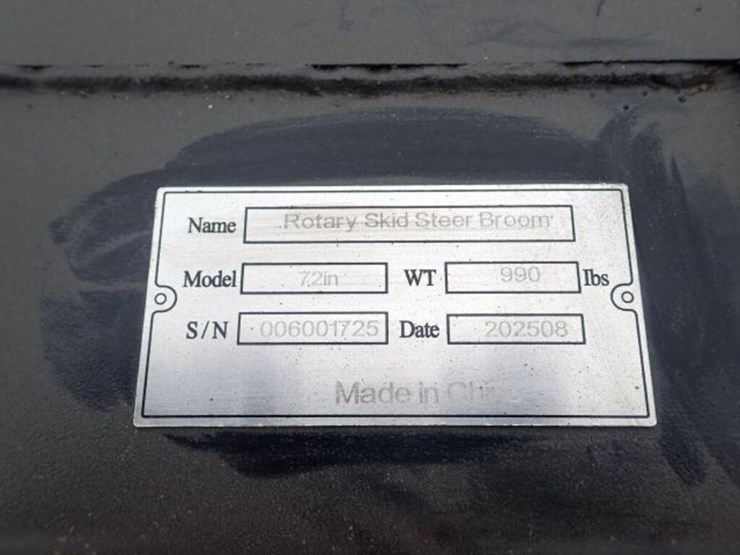 Name Rotary Skid Steer Broom
Model 72in WT 990 lbs
S/N 006001725 Date 202508
Made in